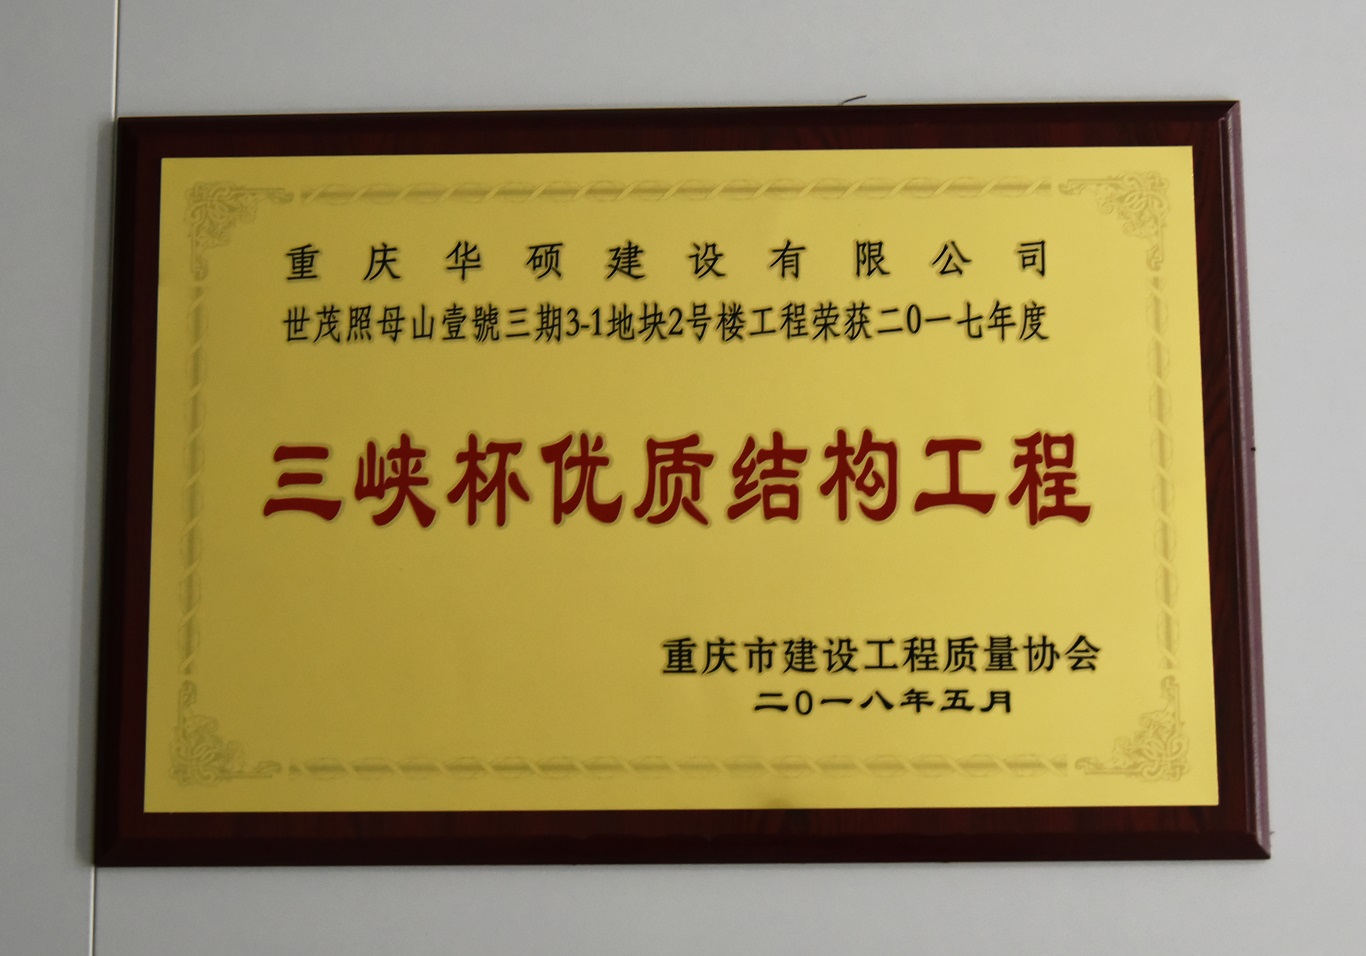 重庆华硕建设有限公司
世茂照母山壹號三期3-1地块2号楼工程荣获二0一七年度
三峡杯优质结构工程
重庆市建设工程质量协会
二0一八年五月